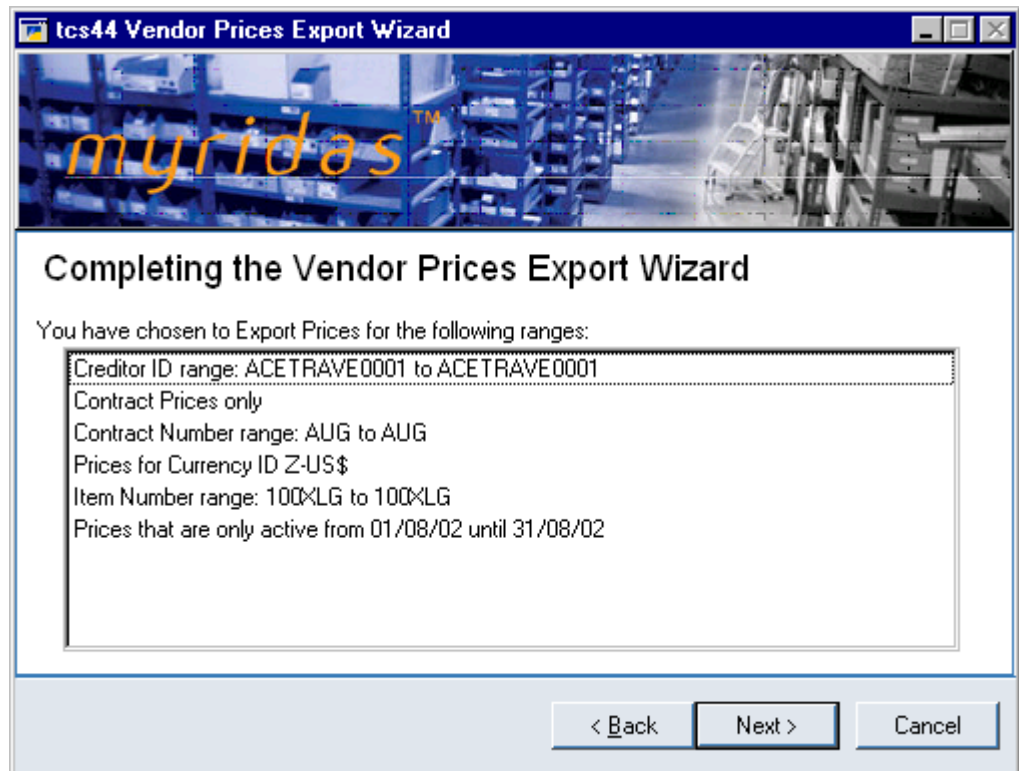 tcs44 Vendor Prices Export Wizard
myridas™
Completing the Vendor Prices Export Wizard
You have chosen to Export Prices for the following ranges:
Creditor ID range: ACETRAVE0001 to ACETRAVE0001
Contract Prices only
Contract Number range: AUG to AUG
Prices for Currency ID Z-US$
Item Number range: 100XLG to 100XLG
Prices that are only active from 01/08/02 until 31/08/02
< Back Next > Cancel